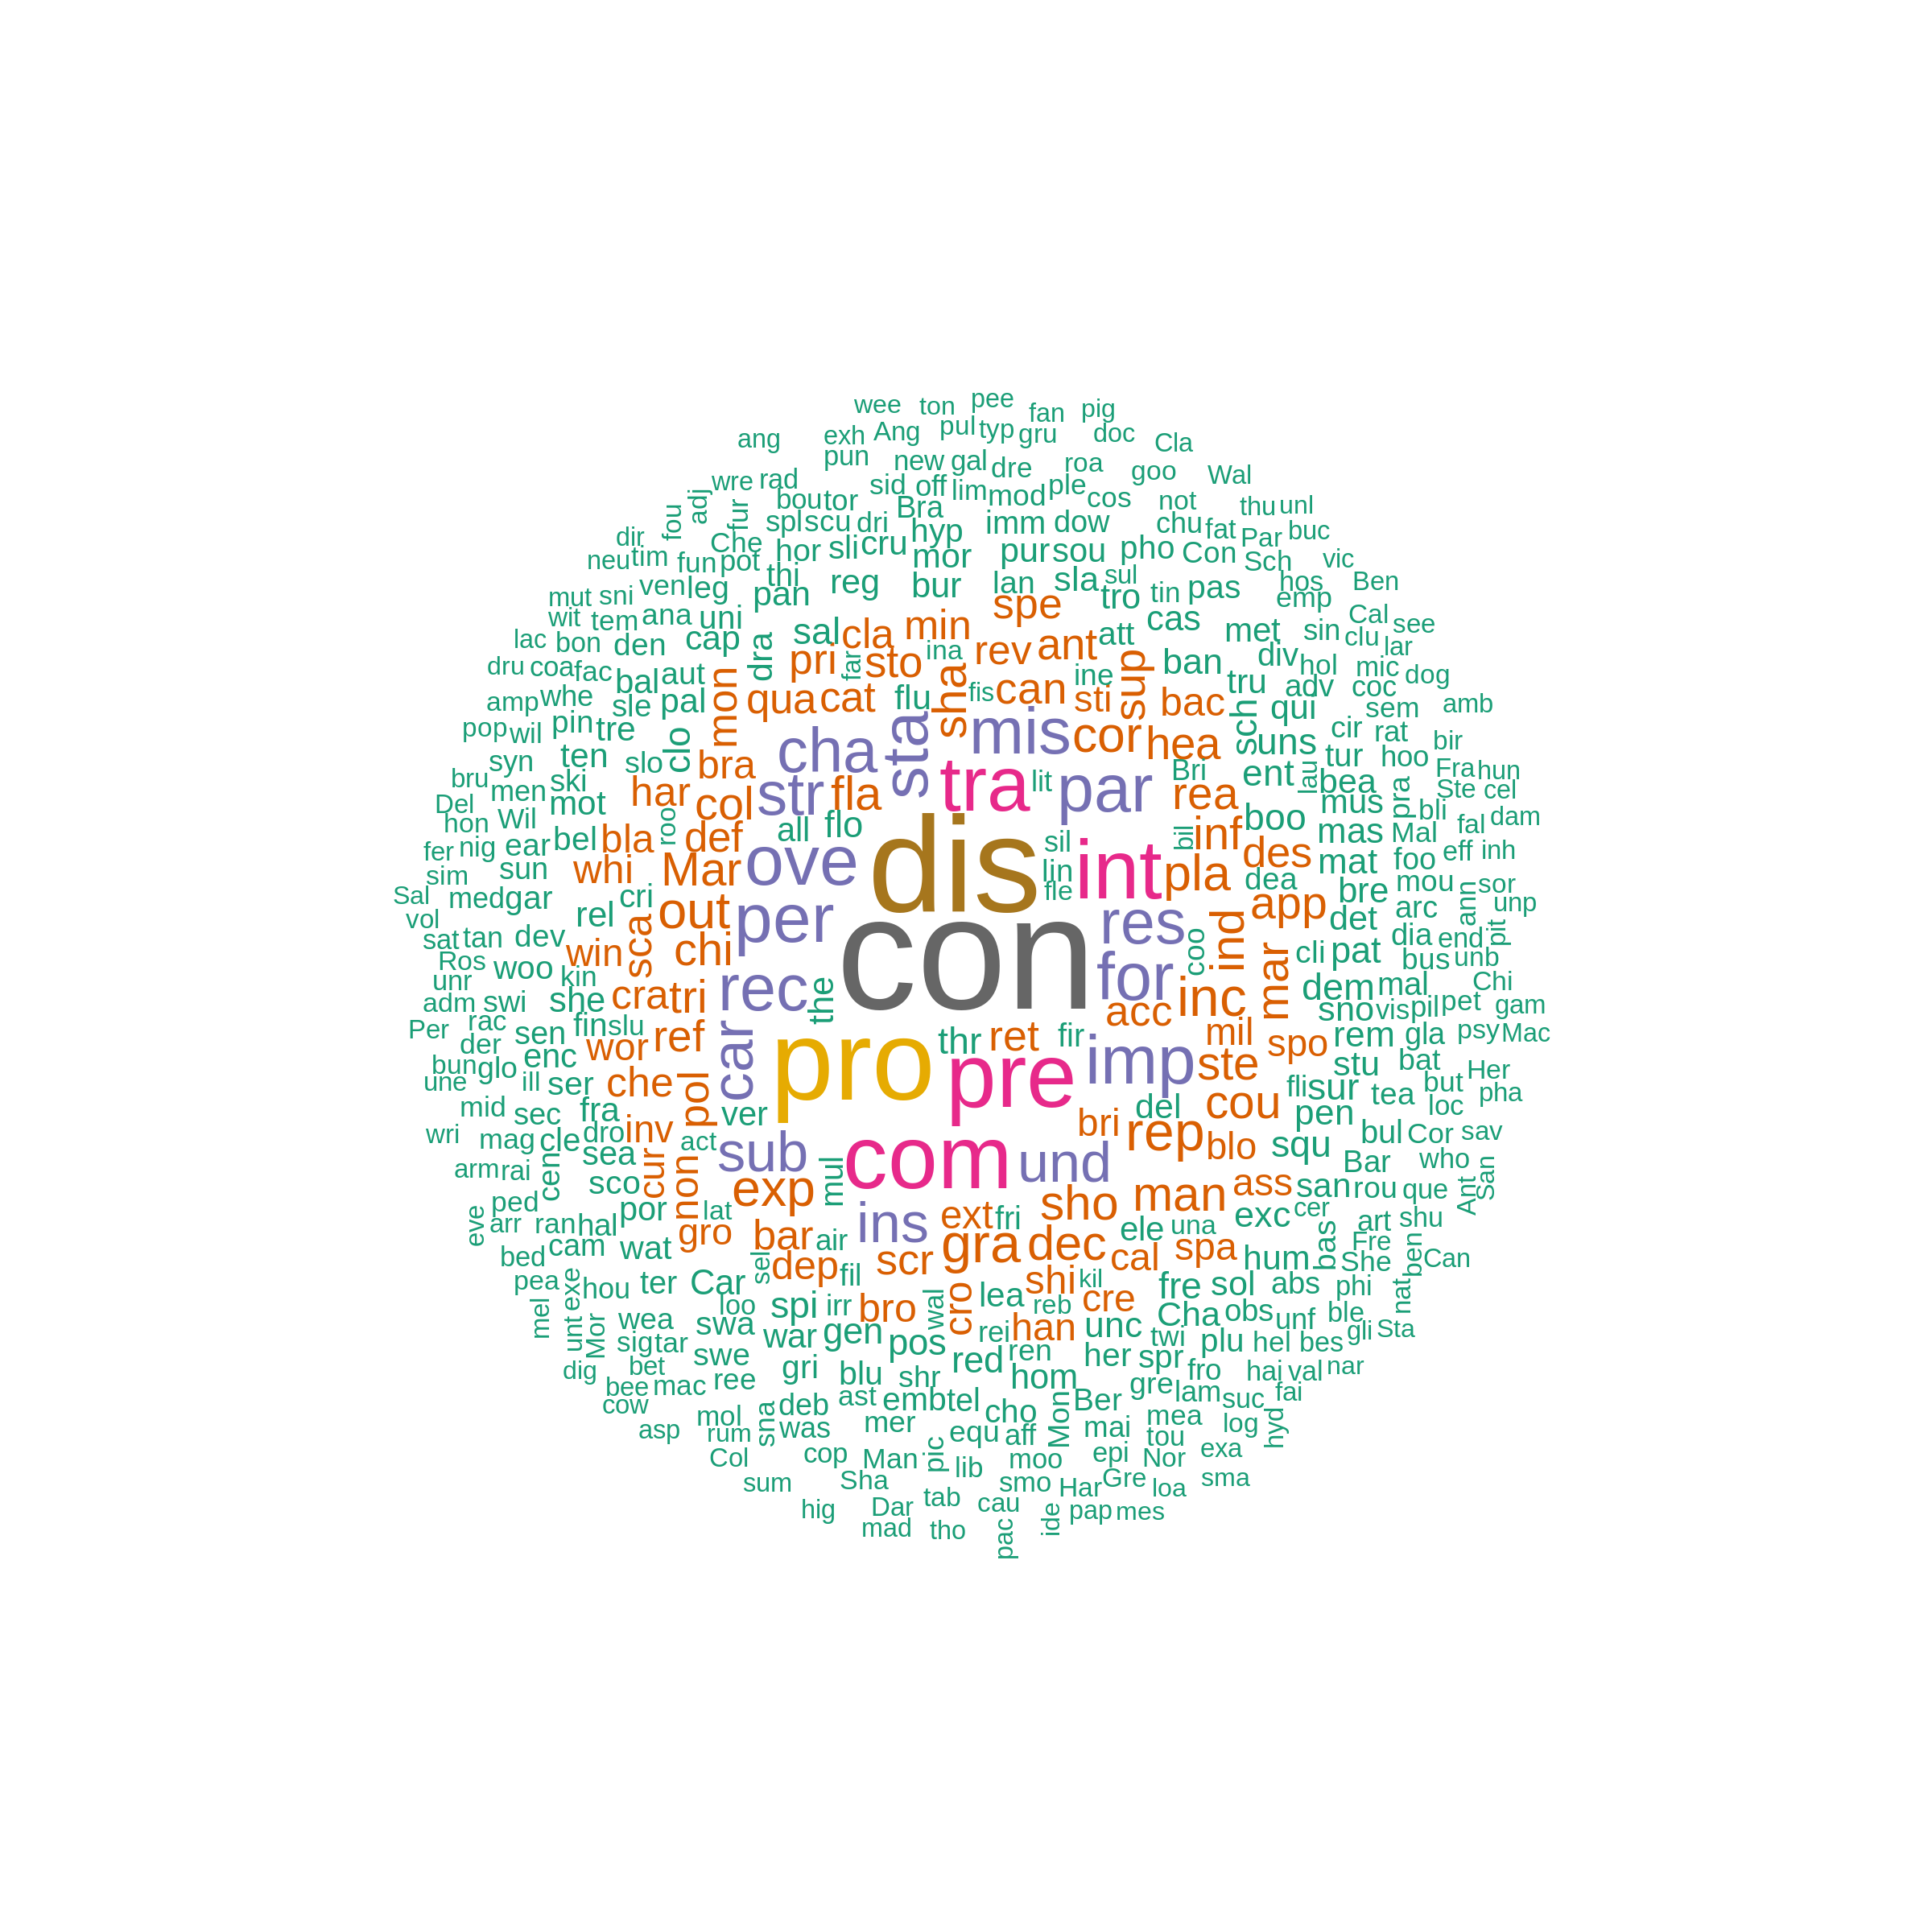 wee ton pee fan pig
ang exh Ang pul typ gru doc Cla
pun new gal dre roa goo Wal
wre rad sid off lim mod ple cos not thu unl
adj fou fur bou tor Bra
spl scu dri hyp imm dow chu fat Par buc
dir Che hor sli cru mor pur sou pho Con Sch vic
neu tim fun pot thi reg bur lan sla sul tro tin pas hos Ben
mut sni ven leg pan spe emp
wit tem ana uni sal cla min rev ant att cas met sin Cal see
lac bon den cap dra pri sto ina far ine sup ban div hol clu lar
dru coa fac bal aut qua cat flu sha fis can sti bac tru adv coc mic dog
amp whe sle pal mon sch qui sem amb
pop wil pin tre clo cha sta mis cor hea uns cir rat bir
syn ten slo bra tra lit par Bri ent lau tur hoo Fra hun
bru men ski har col str fla rea bea pra Ste cel
Del mot roo all flo boo mus bli dam
hon Wil bel bla def dis sil bil inf mas Mal fal
fer nig ear whi Mar ove lin int pla des mat foo eff inh
sim sun fle dea bre mou ann sor
Sal med gar cri out per con res ind app arc unp
vol rel sca det dia pit
sat tan dev win chi coo mar cli pat bus end unb
Ros woo kin rec the for dem mal Chi
unr adm swi she cra tri inc sno vis pil pet gam
Per rac sen fin slu ref car pro thr ret fir acc mil rem gla psy Mac
der enc wor pre imp ste spo stu bat
bun glo ser che pol fli sur tea but Her
une ill com cou loc pha
mid sec fra ver del pen
wri mag cle dro inv act sub und bri rep blo squ bul Cor sav
arm rai cen sea cur non mul Bar who
ped sco exp sho man ass san rou que Ant San
eve arr ran hal por lat ins ext fri una exc cer art shu
bed cam wat gro bar air gra dec ele cal spa bas Fre
pea exe hou ter Car sel dep fil scr shi kil hum She ben Can
mel unt Mor wea loo spi irr bro wal cro lea reb cre fre sol abs phi nat
sig tar swa war gen pos rei han unc Cha obs unf ble gli Sta
dig bet swe gri blu shr red ren her twi plu hel bes
bee mac ree hom spr fro hai val nar
cow mol deb ast emb tel cho Ber gre lam suc fai
asp rum sna was mer equ aff Mon mai mea log hyd
Col cop Man pic lib moo epi tou Nor exa
sum Sha smo Har Gre loa sma
hig Dar tab cau pap mes
mad tho pac ide